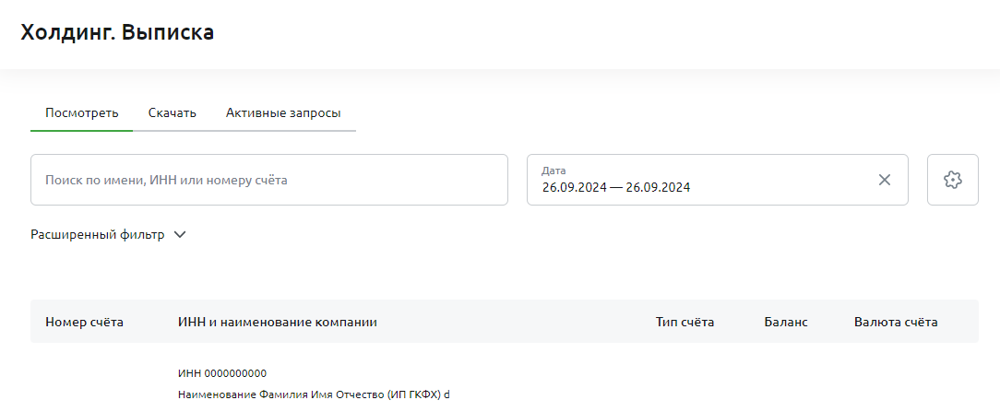 Холдинг. Выписка
Посмотреть Скачать Активные запросы
Поиск по имени, ИНН или номеру счёта
Дата
26.09.2024 — 26.09.2024
Расширенный фильтр
Номер счёта ИНН и наименование компании Тип счёта Баланс Валюта счёта
ИНН 0000000000
Наименование Фамилия Имя Отчество (ИП ГКФХ) d